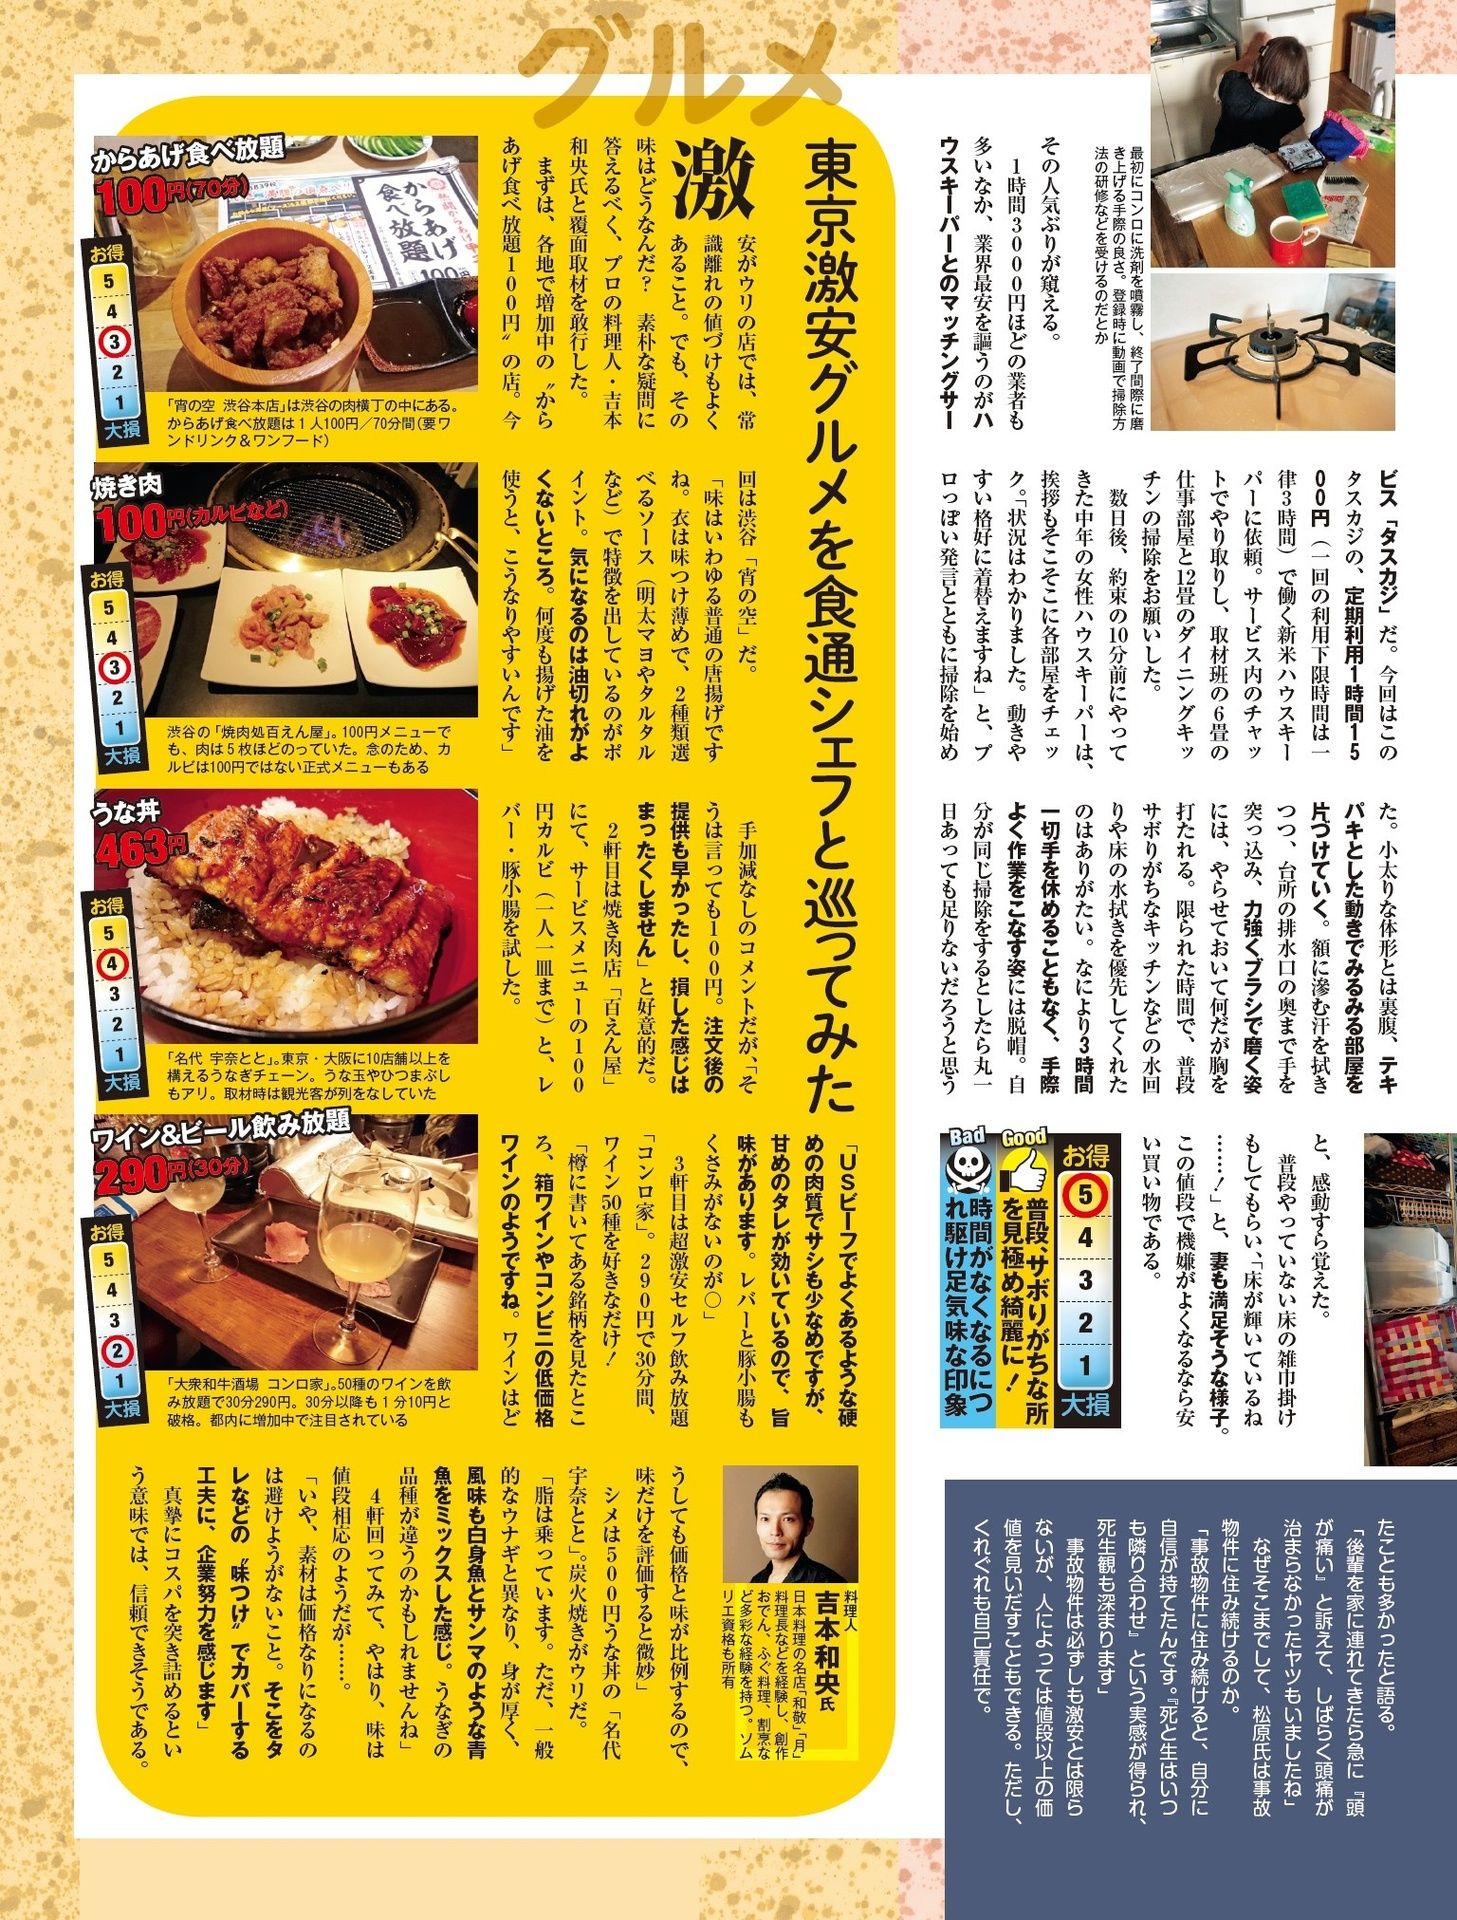 グルメ
最初にコンロに洗剤を噴霧し、終了間際に磨
き上げる手際の良さ。登録時に動画で掃除方
法の研修などを受けるのだとか
その人気ぶりが窺える。
1時間3000円ほどの業者も
多いなか、業界最安を謳うのがハ
ウスキーパーとのマッチングサー
ビス「タスカジ」だ。今回はこの
タスカジの、定期利用1時間15
00円（一回の利用下限時間は一
律3時間）で働く新米ハウスキー
パーに依頼。サービス内のチャッ
トでやり取りし、取材班の6畳の
仕事部屋と12畳のダイニングキッ
チンの掃除をお願いした。
数日後、約束の10分前にやって
きた中年の女性ハウスキーパーは、
挨拶もそこそこに各部屋をチェッ
ク。「状況はわかりました。動きや
すい格好に着替えますね」と、プ
ロっぽい発言とともに掃除を始め
た。小太りな体形とは裏腹、テキ
パキとした動きでみるみる部屋を
片づけていく。額に滲む汗を拭き
つつ、台所の排水口の奥まで手を
突っ込み、力強くブラシで磨く姿
には、やらせておいて何だが胸を
打たれる。限られた時間で、普段
サボりがちなキッチンなどの水回
りや床の水拭きを優先してくれた
のはありがたい。なにより3時間
一切手を休めることもなく、手際
よく作業をこなす姿には脱帽。自
分が同じ掃除をするとしたら丸一
日あっても足りないだろうと思う
と、感動すら覚えた。
普段やっていない床の雑巾掛け
もしてもらい、「床が輝いているね
……！」と、妻も満足そうな様子。
この値段で機嫌がよくなるなら安
い買い物である。
お得
5
4
3
2
1
大損
Good
普段、サボりがちな所
を見極め綺麗に！
Bad
時間がなくなるにつ
れ駆け足気味な印象
たことも多かったと語る。
「後輩を家に連れてきたら急に『頭
が痛い』と訴えて、しばらく頭痛が
治まらなかったヤツもいましたね」
なぜそこまでして、松原氏は事故
物件に住み続けるのか。
「事故物件に住み続けると、自分に
自信が持てたんです。『死と生はいつ
も隣り合わせ』という実感が得られ、
死生観も深まります」
事故物件は必ずしも激安とは限ら
ないが、人によっては値段以上の価
値を見いだすこともできる。ただし、
くれぐれも自己責任で。
東京激安グルメを食通シェフと巡ってみた
激
安がウリの店では、常
識離れの値づけもよく
あること。でも、その
味はどうなんだ？　素朴な疑問に
答えるべく、プロの料理人・吉本
和央氏と覆面取材を敢行した。
まずは、各地で増加中の〝から
あげ食べ放題100円〟の店。今
回は渋谷「宵の空」だ。
「味はいわゆる普通の唐揚げです
ね。衣は味つけ薄めで、2種類選
べるソース（明太マヨやタルタル
など）で特徴を出しているのがポ
イント。気になるのは油切れがよ
くないところ。何度も揚げた油を
使うと、こうなりやすいんです」
手加減なしのコメントだが、「そ
うは言っても100円。注文後の
提供も早かったし、損した感じは
まったくしません」と好意的だ。
2軒目は焼き肉店「百えん屋」
にて、サービスメニューの100
円カルビ（一人一皿まで）と、レ
バー・豚小腸を試した。
「USビーフでよくあるような硬
めの肉質でサシも少なめですが、
甘めのタレが効いているので、旨
味があります。レバーと豚小腸も
くさみがないのが〇」
3軒目は超激安セルフ飲み放題
「コンロ家」。290円で30分間、
ワイン50種を好きなだけ！
「樽に書いてある銘柄を見たとこ
ろ、箱ワインやコンビニの低価格
ワインのようですね。ワインはど
うしても価格と味が比例するので、
味だけを評価すると微妙」
シメは500円うな丼の「名代
宇奈とと」。炭火焼きがウリだ。
「脂は乗っています。ただ、一般
的なウナギと異なり、身が厚く、
風味も白身魚とサンマのような青
魚をミックスした感じ。うなぎの
品種が違うのかもしれませんね」
4軒回ってみて、やはり、味は
値段相応のようだが……。
「いや、素材は価格なりになるの
は避けようがないこと。そこをタ
レなどの〝味つけ〟でカバーする
工夫に、企業努力を感じます」
真摯にコスパを突き詰めるとい
う意味では、信頼できそうである。
料理人
吉本和央氏
日本料理の名店「和敬」「月」
料理長などを経験し、創作
おでん、ふぐ料理、割烹な
ど多彩な経験を持つ。ソム
リエ資格も所有
からあげ食べ放題
100円(70分)
からあげ
食べ放題
100円
お得
5
4
3
2
1
大損
「宵の空 渋谷本店」は渋谷の肉横丁の中にある。
からあげ食べ放題は1人100円／70分間（要ワ
ンドリンク＆ワンフード）
焼き肉
100円(カルビなど)
お得
5
4
3
2
1
大損
渋谷の「焼肉処百えん屋」。100円メニューで
も、肉は5枚ほどのっていた。念のため、カ
ルビは100円ではない正式メニューもある
うな丼
463円
お得
5
4
3
2
1
大損
「名代 宇奈とと」。東京・大阪に10店舗以上を
構えるうなぎチェーン。うな玉やひつまぶし
もアリ。取材時は観光客が列をなしていた
ワイン&ビール飲み放題
290円(30分)
お得
5
4
3
2
1
大損
「大衆和牛酒場 コンロ家」。50種のワインを飲
み放題で30分290円。30分以降も1分10円と
破格。都内に増加中で注目されている